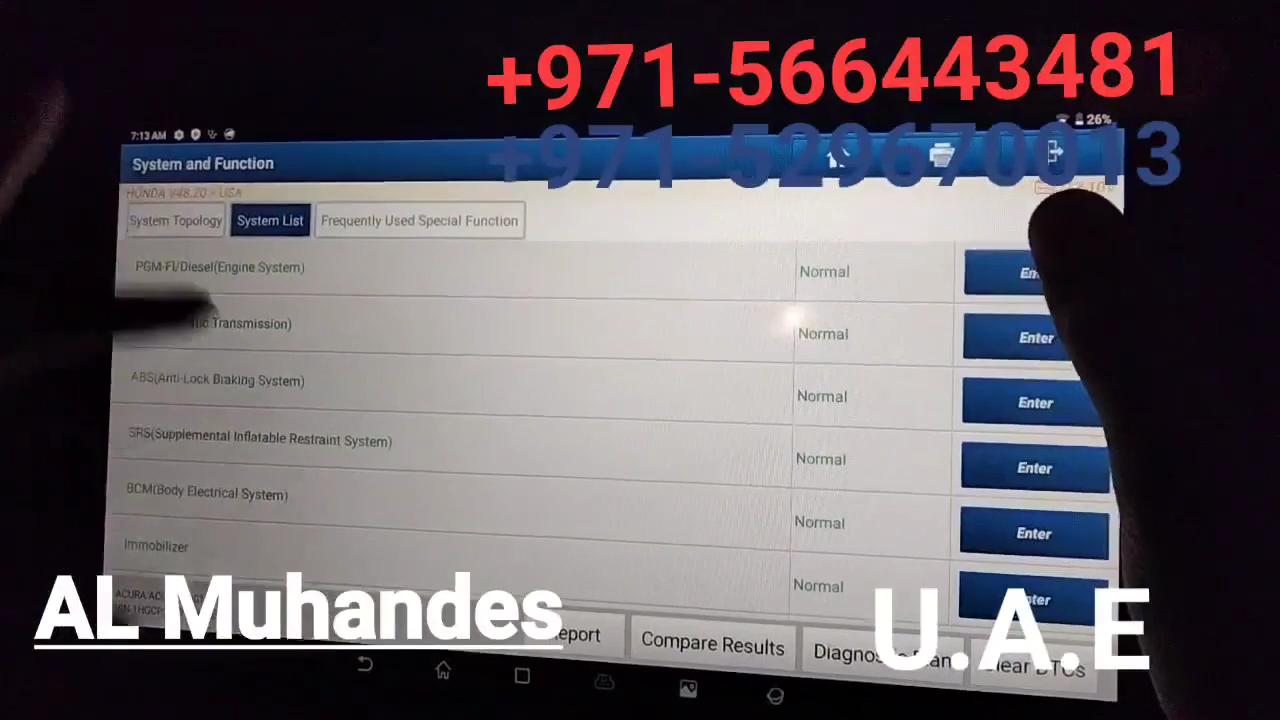 +971-566443481
7:13 AM
26%
+971-529670013
System and Function
HONDA V48.20 > USA
System Topology
System List
Frequently Used Special Function
PGM-FI/Diesel(Engine System)
Normal
Transmission)
Normal
Enter
ABS(Anti-Lock Braking System)
Normal
Enter
SRS(Supplemental Inflatable Restraint System)
Normal
Enter
BCM(Body Electrical System)
Normal
Enter
Immobilizer
Normal
AL Muhandes
U.A.E
Compare Results
Clear DTCs